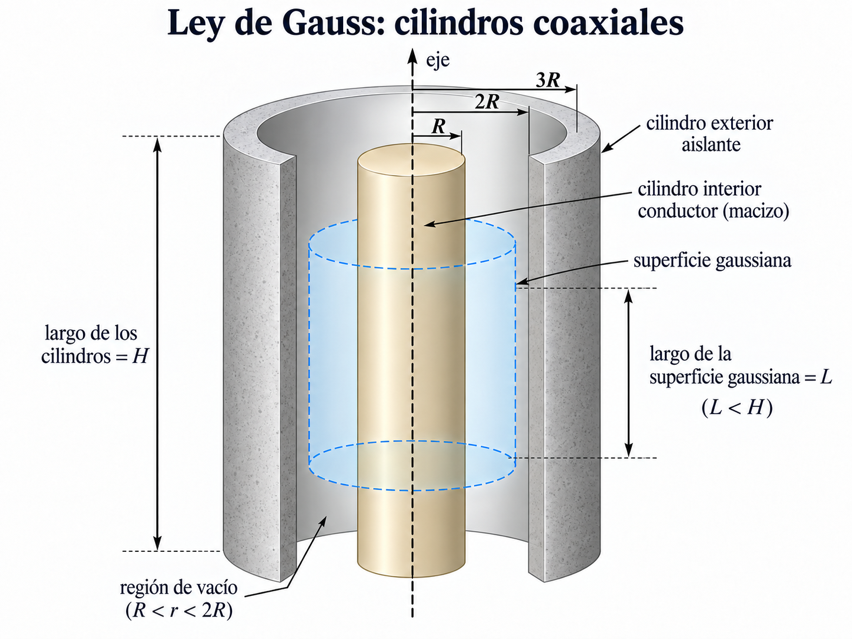 Ley de Gauss: cilindros coaxiales
eje
3R
2R
R
cilindro exterior
aislante
cilindro interior
conductor (macizo)
superficie gaussiana
largo de los
cilindros = H
largo de la
superficie gaussiana = L
(L < H)
región de vacío
(R < r < 2R)